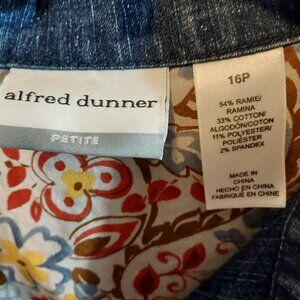 alfred dunner
PETITE
16P
54% RAMIE/
RAMINA
33% COTTON/
ALGODÓN/COTON
11% POLYESTER/
POLIÉSTER
2% SPANDEX
MADE IN
CHINA
HECHO EN CHINA
FABRIQUÉ EN CHINE